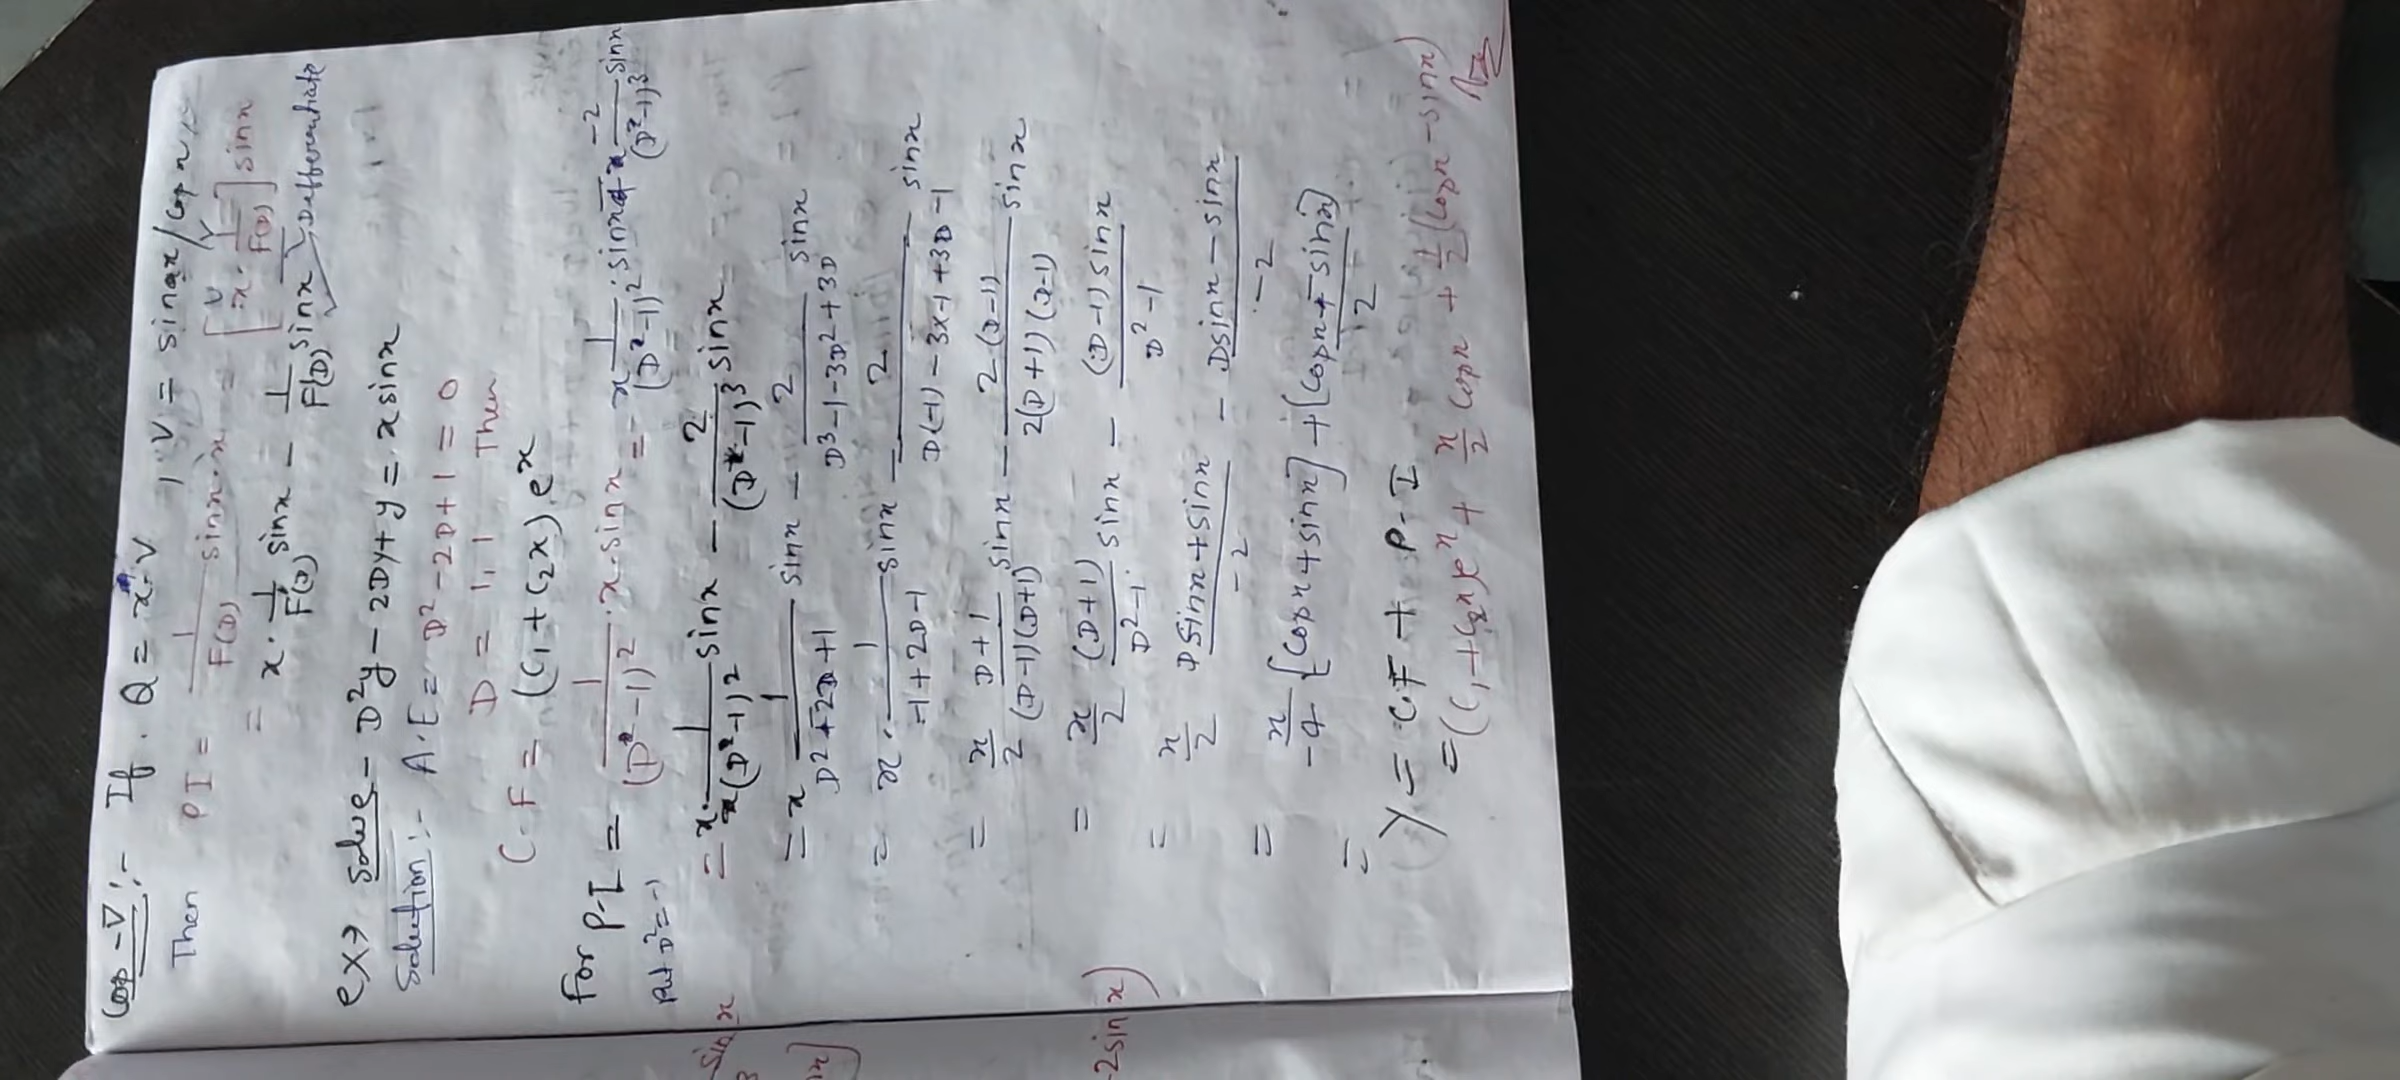 Case-V:- If. Q = x.V , V = sinax/cosax
Then PI = 1/F(D) sinx.x = [x. 1/F(D)] sinx
= x. 1/F(D) sinx - 1/F(D) sinx Differentiate
ex→ Solve - D²y - 2Dy + y = x sinx
Solution:- A.E = D² - 2D + 1 = 0
D = 1, 1 Then
C.F = (C₁ + C₂x).eˣ
For P-I = 1/(D-1)² . x.sinx = x 1/(D-1)² sinx + -2/(D-1)³ sinx
Put D² = -1
= x. 1/(D-1)² sinx - 2/(D-1)³ sinx
= x 1/D²+2D+1 sinx - 2/D³-1-3D²+3D sinx
= x. 1/-1+2D-1 sinx - 2/D(-1)-3x-1+3D-1 sinx
= x/2 D+1/(D-1)(D+1) sinx - 2(D-1)/2(D+1)(D-1) sinx
= x/2 (D+1)/D²-1 sinx - (D-1) sinx/D²-1
= x/2 Dsinx + sinx/-2 - Dsinx - sinx/-2
= x/-4 {cosx + sinx] + [cosx - sinx]/2
=
Y = C.F + P-I
= (C₁ + C₂x)eˣ + x/2 cosx + 1/2 (cosx - sinx)
sinx
-2sinx)